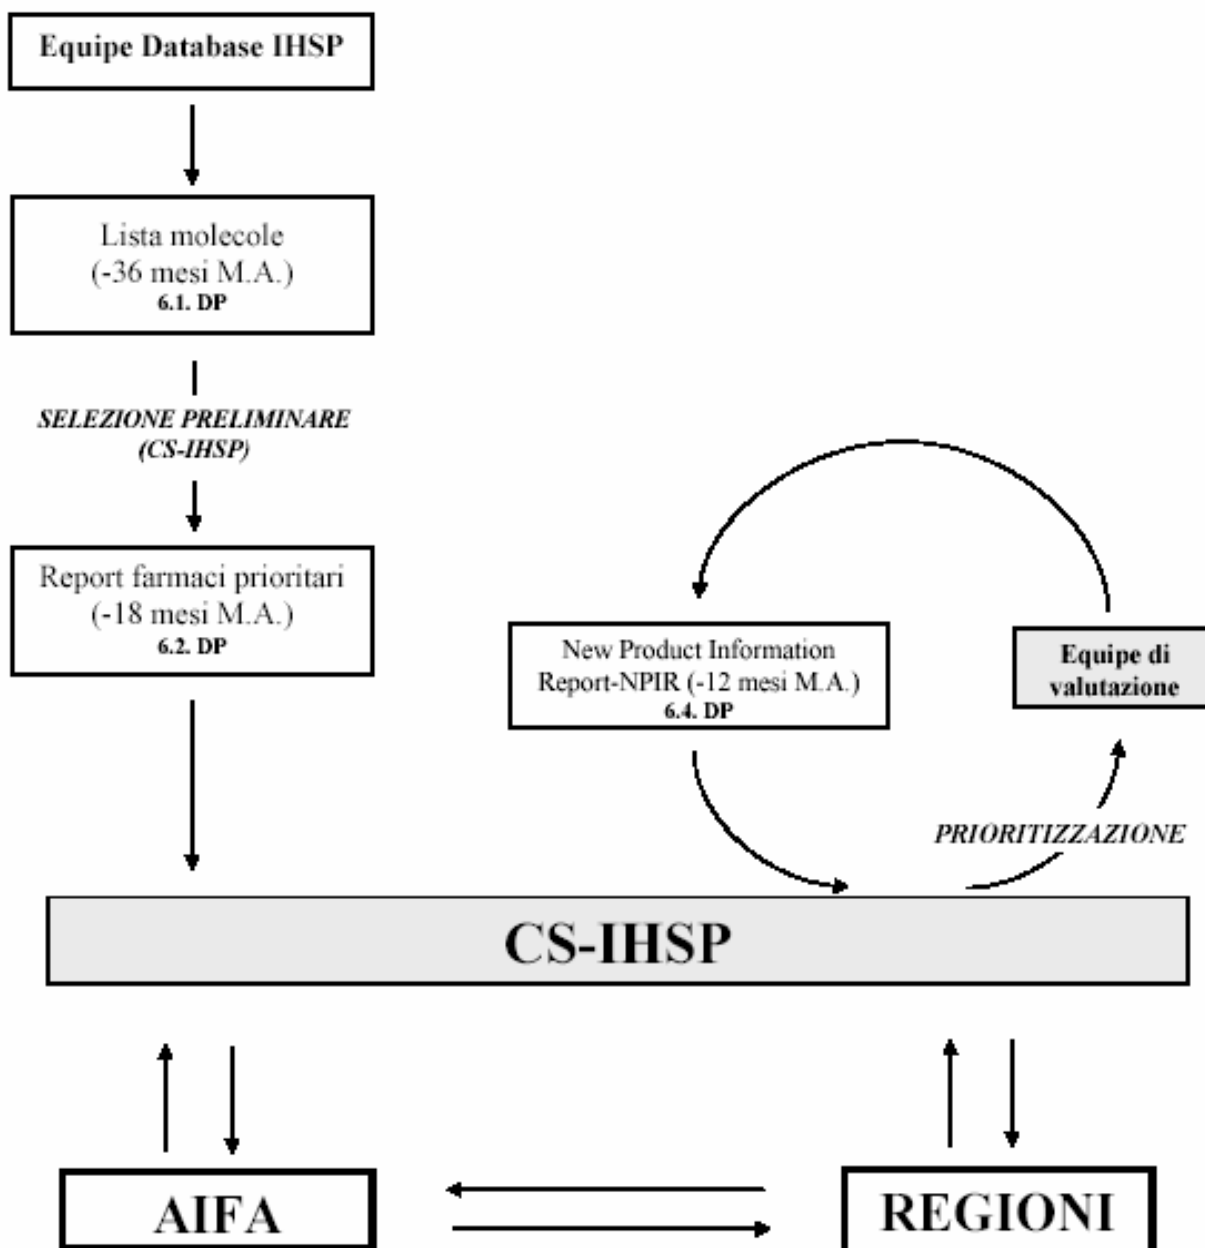 Equipe Database IHSP
Lista molecole
(-36 mesi M.A.)
6.1. DP
SELEZIONE PRELIMINARE
(CS-IHSP)
Report farmaci prioritari
(-18 mesi M.A.)
6.2. DP
New Product Information
Report-NPIR (-12 mesi M.A.)
6.4. DP
Equipe di
valutazione
PRIORITIZZAZIONE
CS-IHSP
AIFA
REGIONI